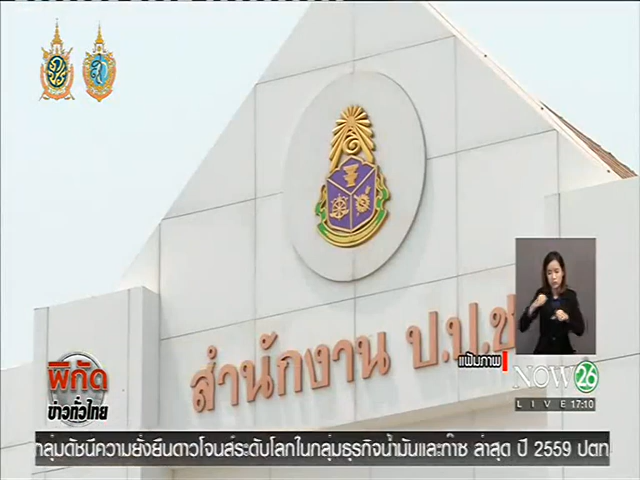 สำนักงาน ป.ป.ช
แฟ้มภาพ
พิกัด
ข่าวทั่วไทย
NOW26
LIVE 17:10
กลุ่มดัชนีความยั่งยืนดาวโจนส์ระดับโลกในกลุ่มธุรกิจน้ำมันและก๊าซ ล่าสุด ปี 2559 ปตท